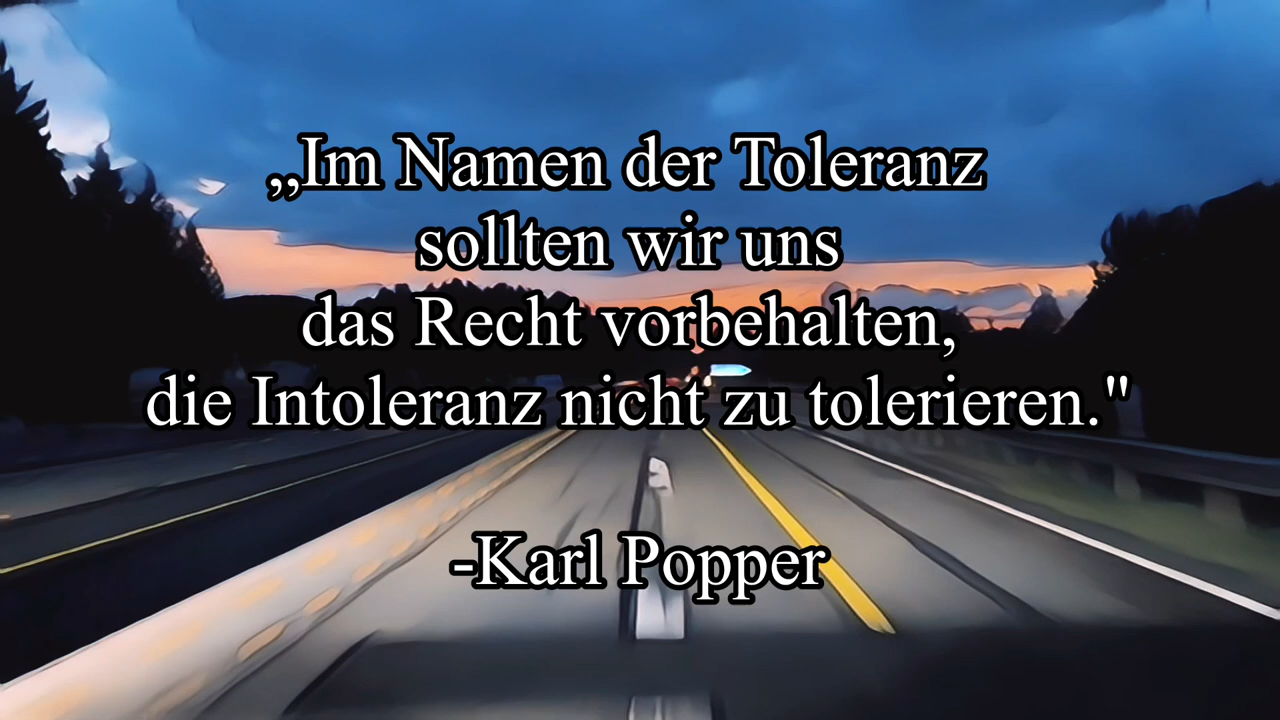 ,,Im Namen der Toleranz
sollten wir uns
das Recht vorbehalten,
die Intoleranz nicht zu tolerieren."
-Karl Popper